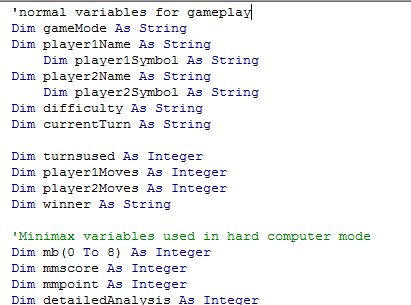 'normal variables for gameplay
Dim gameMode As String
Dim player1Name As String
Dim player1Symbol As String
Dim player2Name As String
Dim player2Symbol As String
Dim difficulty As String
Dim currentTurn As String
Dim turnsused As Integer
Dim player1Moves As Integer
Dim player2Moves As Integer
Dim winner As String
'Minimax variables used in hard computer mode
Dim mb(0 To 8) As Integer
Dim mmscore As Integer
Dim mmpoint As Integer
Dim detailedAnalysis As Integer